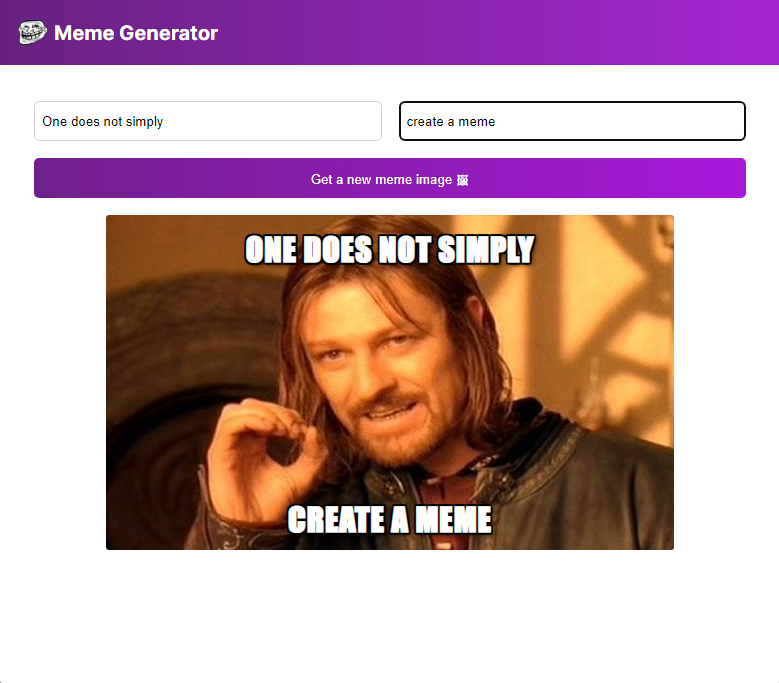 Meme Generator
One does not simply
create a meme
Get a new meme image 🖼
ONE DOES NOT SIMPLY
CREATE A MEME